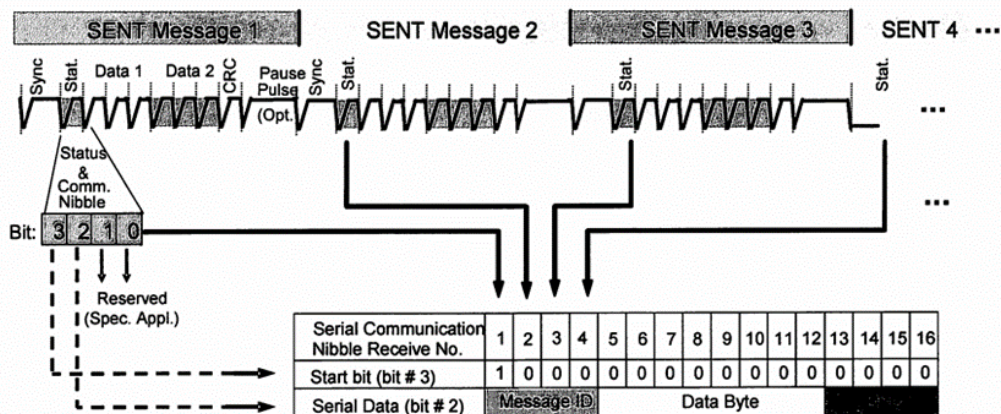 SENT Message 1 SENT Message 2 SENT Message 3 SENT 4 ...
Sync Stat. Data 1 Data 2 CRC Pause Pulse (Opt. Sync Stat. Stat. Stat. ...
Status
&
Comm.
Nibble
...
Bit: 3 2 1 0
Reserved
(Spec. Appl.)
Serial Communication Nibble Receive No. 1 2 3 4 5 6 7 8 9 10 11 12 13 14 15 16
Start bit (bit # 3) 1 0 0 0 0 0 0 0 0 0 0 0 0 0 0 0
Serial Data (bit # 2) Message ID Data Byte